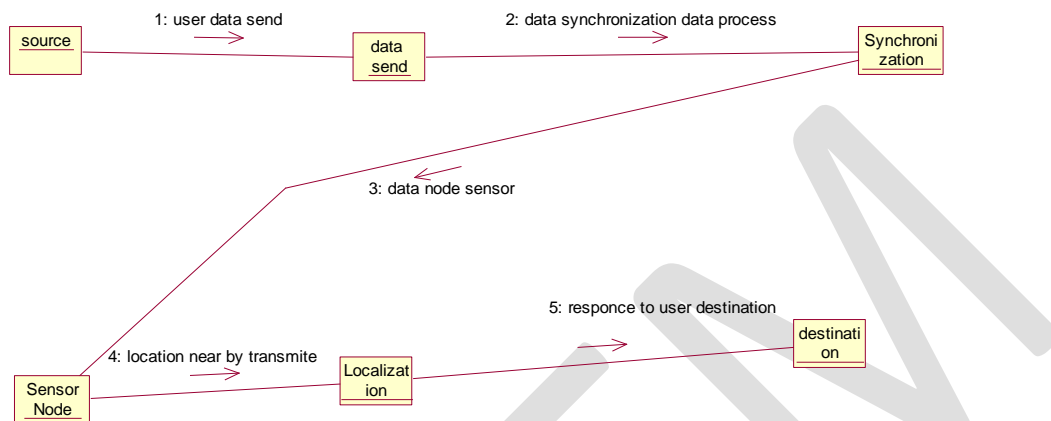 1: user data send
2: data synchronization data process
source
data
send
Synchroni
zation
3: data node sensor
5: responce to user destination
destinati
on
4: location near by transmite
Localizat
ion
Sensor
Node